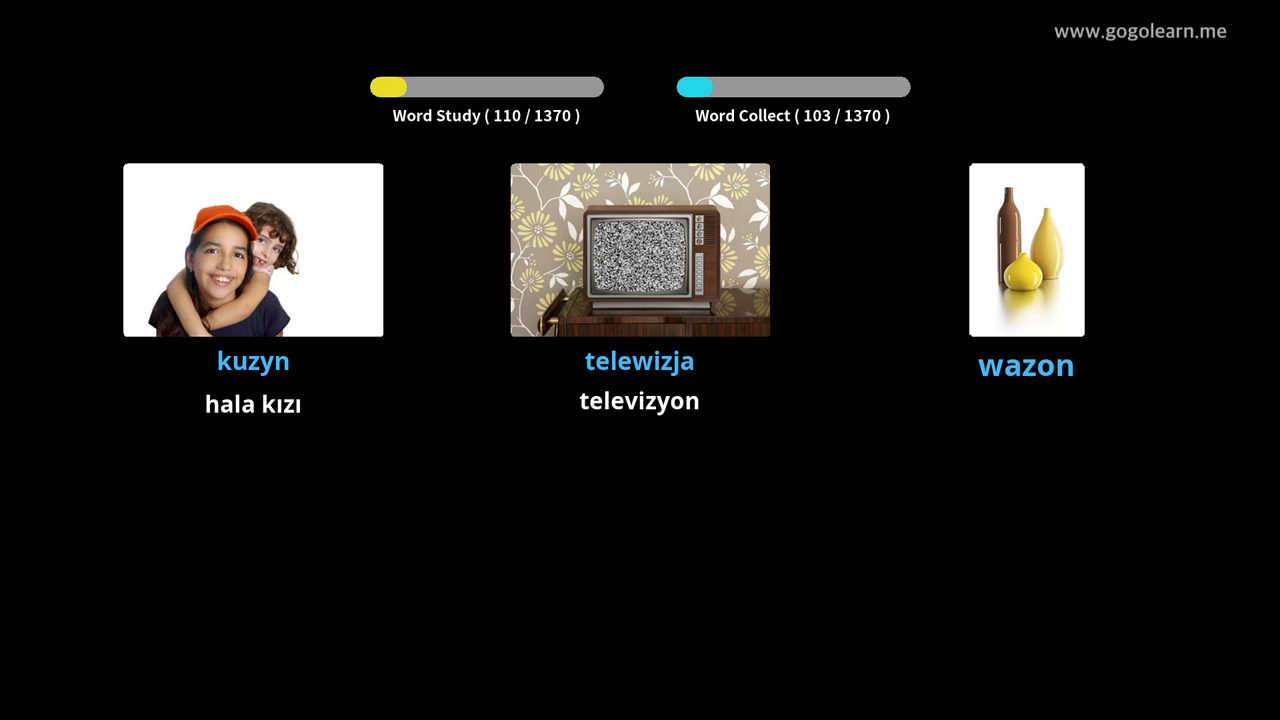 www.gogolearn.me
Word Study ( 110 / 1370 )
Word Collect ( 103 / 1370 )
kuzyn
hala kızı
telewizja
televizyon
wazon